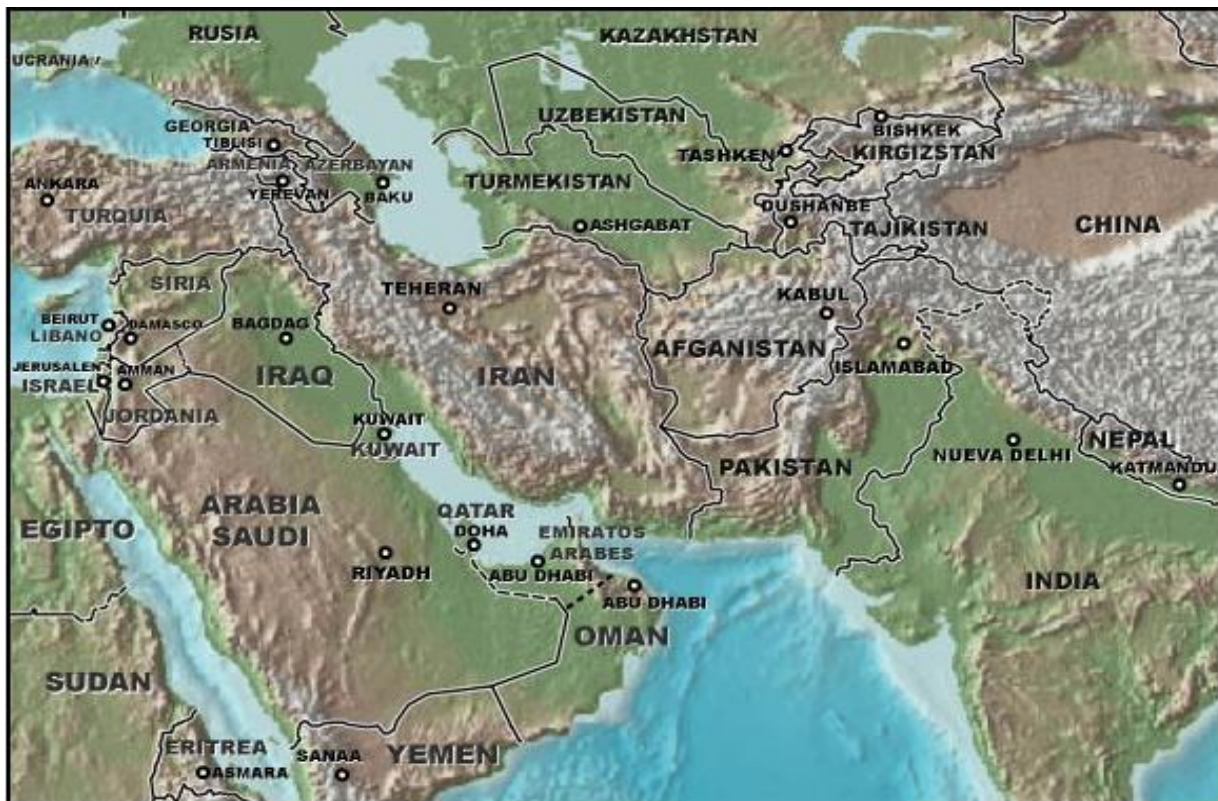 RUSIA
KAZAKHSTAN
UCRANIA
UZBEKISTAN
GEORGIA
TIBLISI
BISHKEK
KIRGIZSTAN
TASHKEN
ARMENIA
AZERBAYAN
YEREVAN
BAKU
TURMEKISTAN
ANKARA
TURQUIA
DUSHANBE
TAJIKISTAN
ASHGABAT
CHINA
SIRIA
TEHERAN
KABUL
BEIRUT
LIBANO
DAMASCO
BAGDAG
AFGANISTAN
ISLAMABAD
JERUSALEN
ISRAEL
AMMAN
IRAQ
IRAN
JORDANIA
KUWAIT
KUWAIT
NEPAL
NUEVA DELHI
KATMANDU
PAKISTAN
ARABIA
SAUDI
EGIPTO
QATAR
DOHA
EMIRATOS
ARABES
RIYADH
ABU DHABI
INDIA
ABU DHABI
OMAN
SUDAN
ERITREA
ASMARA
SANAA
YEMEN